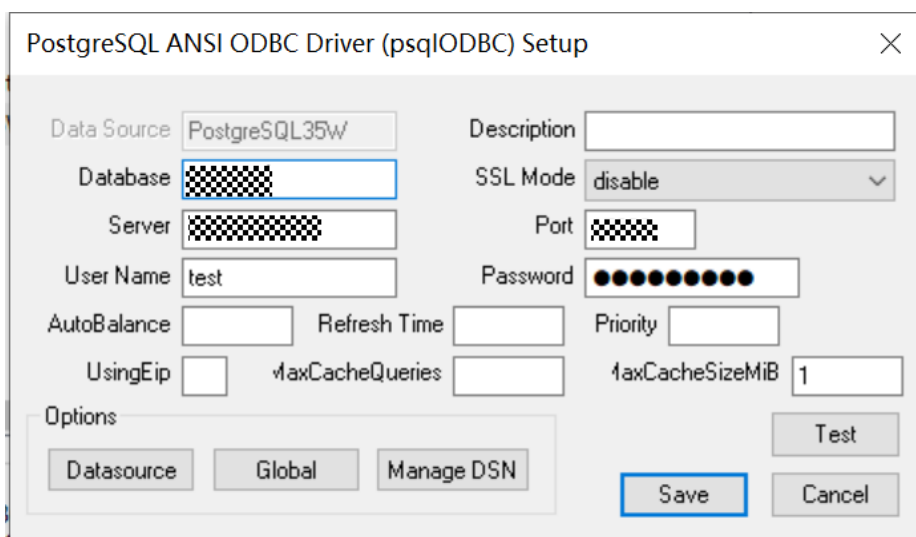 PostgreSQL ANSI ODBC Driver (psqlODBC) Setup
Data Source PostgreSQL35W Description
Database SSL Mode disable
Server Port
User Name test Password ●●●●●●●●●
AutoBalance Refresh Time Priority
UsingEip MaxCacheQueries MaxCacheSizeMiB 1
Options
Datasource Global Manage DSN
Test
Save Cancel